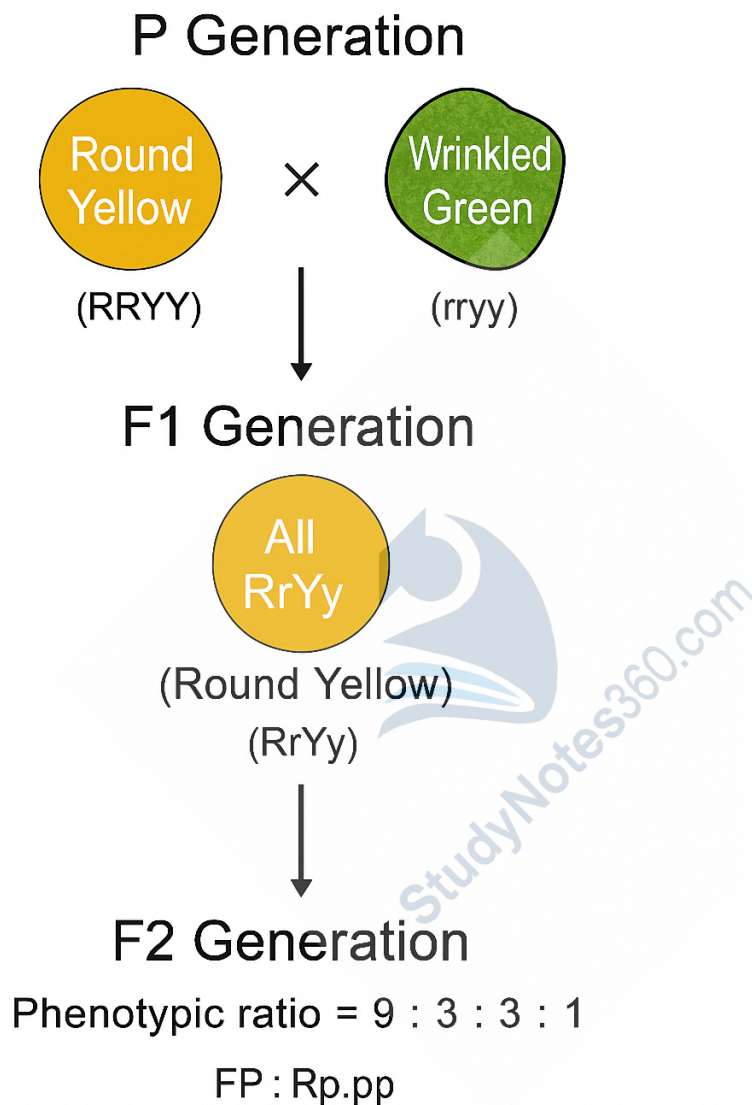 P Generation
Round
Yellow
×
Wrinkled
Green
(RRYY)
(rryy)
F1 Generation
All
RrYy
(Round Yellow)
(RrYy)
StudyNotes360.com
F2 Generation
Phenotypic ratio = 9 : 3 : 3 : 1
FP : Rp.pp